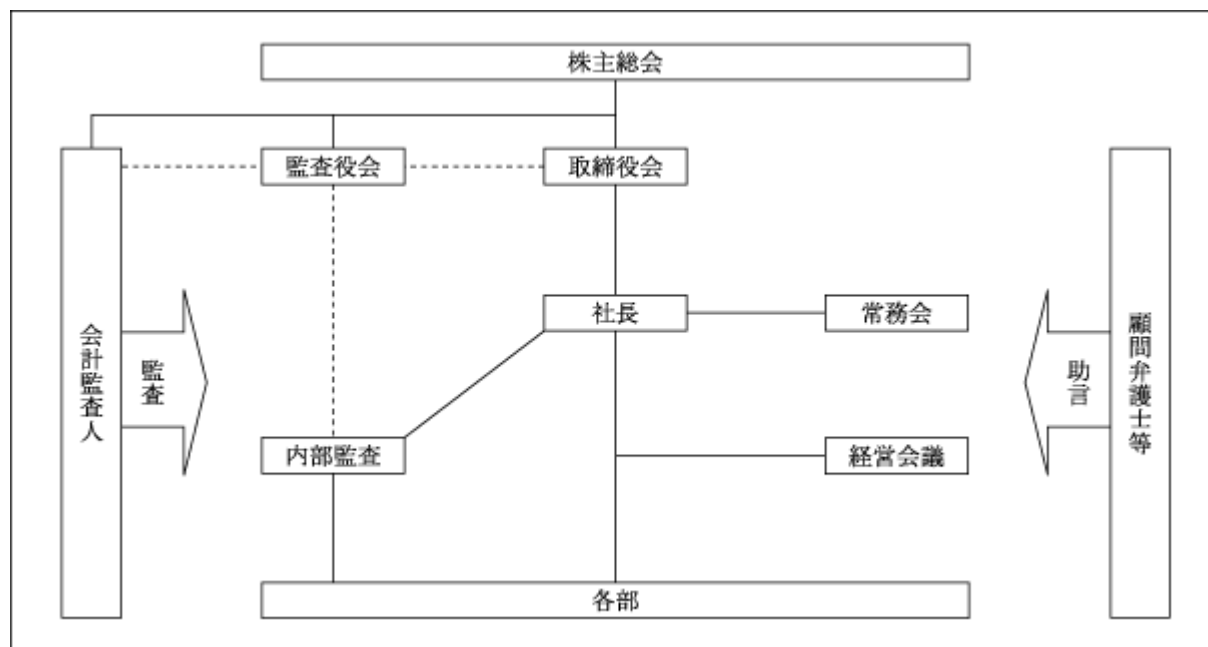 株主総会
監査役会
取締役会
社長
常務会
会計監査人
監査
助言
顧問弁護士等
内部監査
経営会議
各部